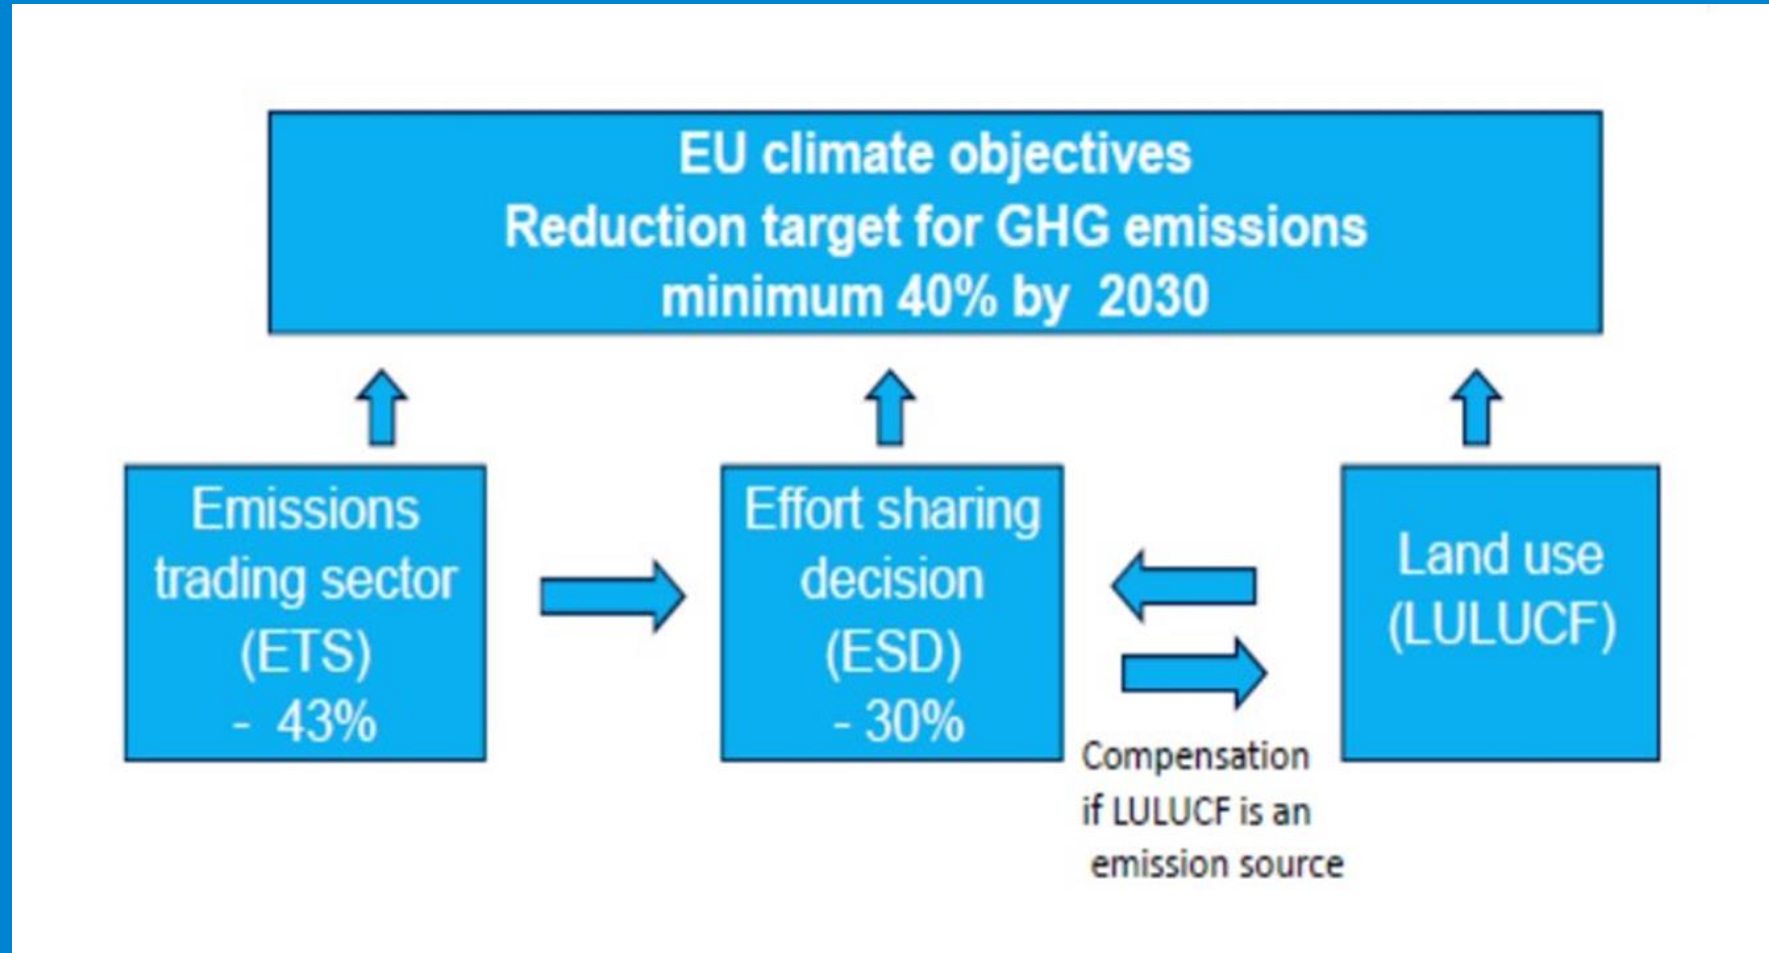 EU climate objectives
Reduction target for GHG emissions
minimum 40% by 2030
Emissions
trading sector
(ETS)
- 43%
Effort sharing
decision
(ESD)
- 30%
Land use
(LULUCF)
Compensation
if LULUCF is an
emission source